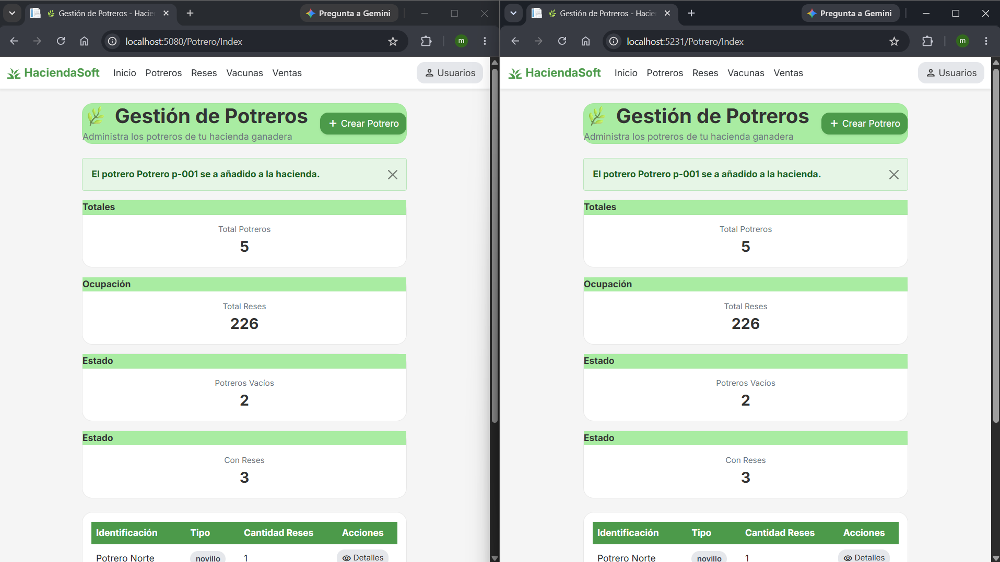 Gestión de Potreros - Hacie
Pregunta a Gemini
localhost:5080/Potrero/Index
m
HaciendaSoft
Inicio
Potreros
Reses
Vacunas
Ventas
Usuarios
Gestión de Potreros
Administra los potreros de tu hacienda ganadera
+ Crear Potrero
El potrero Potrero p-001 se a añadido a la hacienda.
Totales
Total Potreros
5
Ocupación
Total Reses
226
Estado
Potreros Vacíos
2
Estado
Con Reses
3
Identificación Tipo Cantidad Reses Acciones
Potrero Norte novillo 1 Detalles
Gestión de Potreros - Hacie
Pregunta a Gemini
localhost:5231/Potrero/Index
m
HaciendaSoft
Inicio
Potreros
Reses
Vacunas
Ventas
Usuarios
Gestión de Potreros
Administra los potreros de tu hacienda ganadera
+ Crear Potrero
El potrero Potrero p-001 se a añadido a la hacienda.
Totales
Total Potreros
5
Ocupación
Total Reses
226
Estado
Potreros Vacíos
2
Estado
Con Reses
3
Identificación Tipo Cantidad Reses Acciones
Potrero Norte novillo 1 Detalles